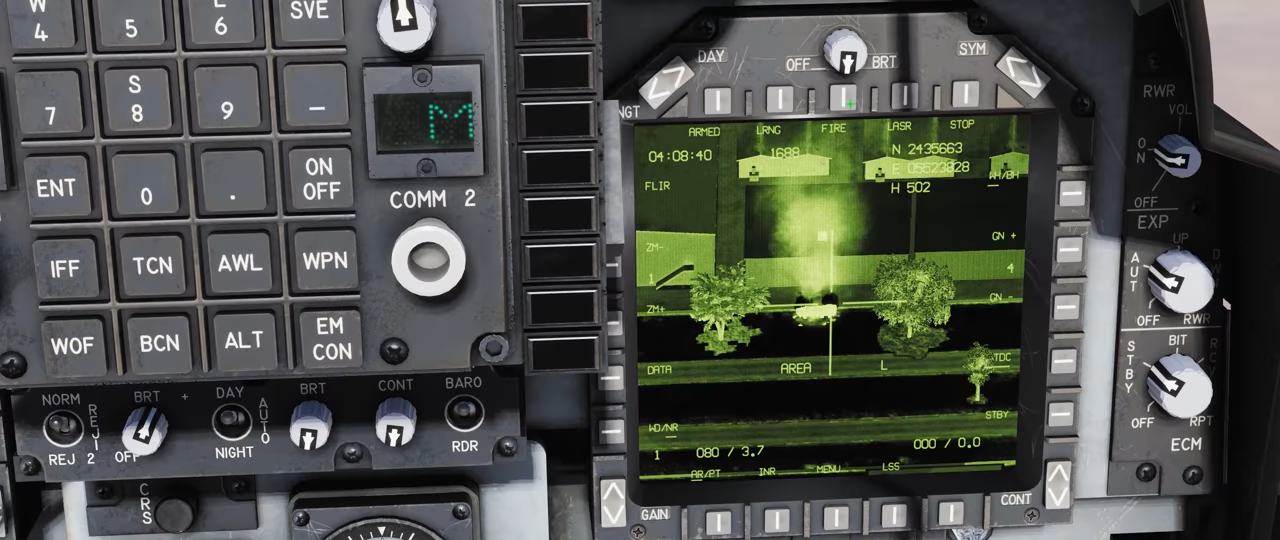 W
4
5
6
SVE
7
S
8
9
–
ENT
0
.
ON
OFF
IFF
TCN
AWL
WPN
WOF
BCN
ALT
EM
CON
M
COMM 2
NORM
REJ 1
REJ 2
BRT
OFF
DAY
AUTO
NIGHT
BRT
CONT
BARO
RDR
CRS
DAY
OFF
BRT
SYM
NGT
ARMED LRNG FIRE LASR STOP
04:08:40
1688
N 2435663
E 05523828
H 502
WH/BH
FLIR
GN +
ZM-
1
4
ZM+
GN -
DATA
AREA
L
TDC
STBY
WD/NR
1
080 / 3.7
000 / 0.0
AR/PT INR MENU LSS
GAIN
CONT
RWR
VOL
ON
OFF
EXP
UP
AUT
OFF
RWR
BIT
STBY
OFF
RPT
ECM